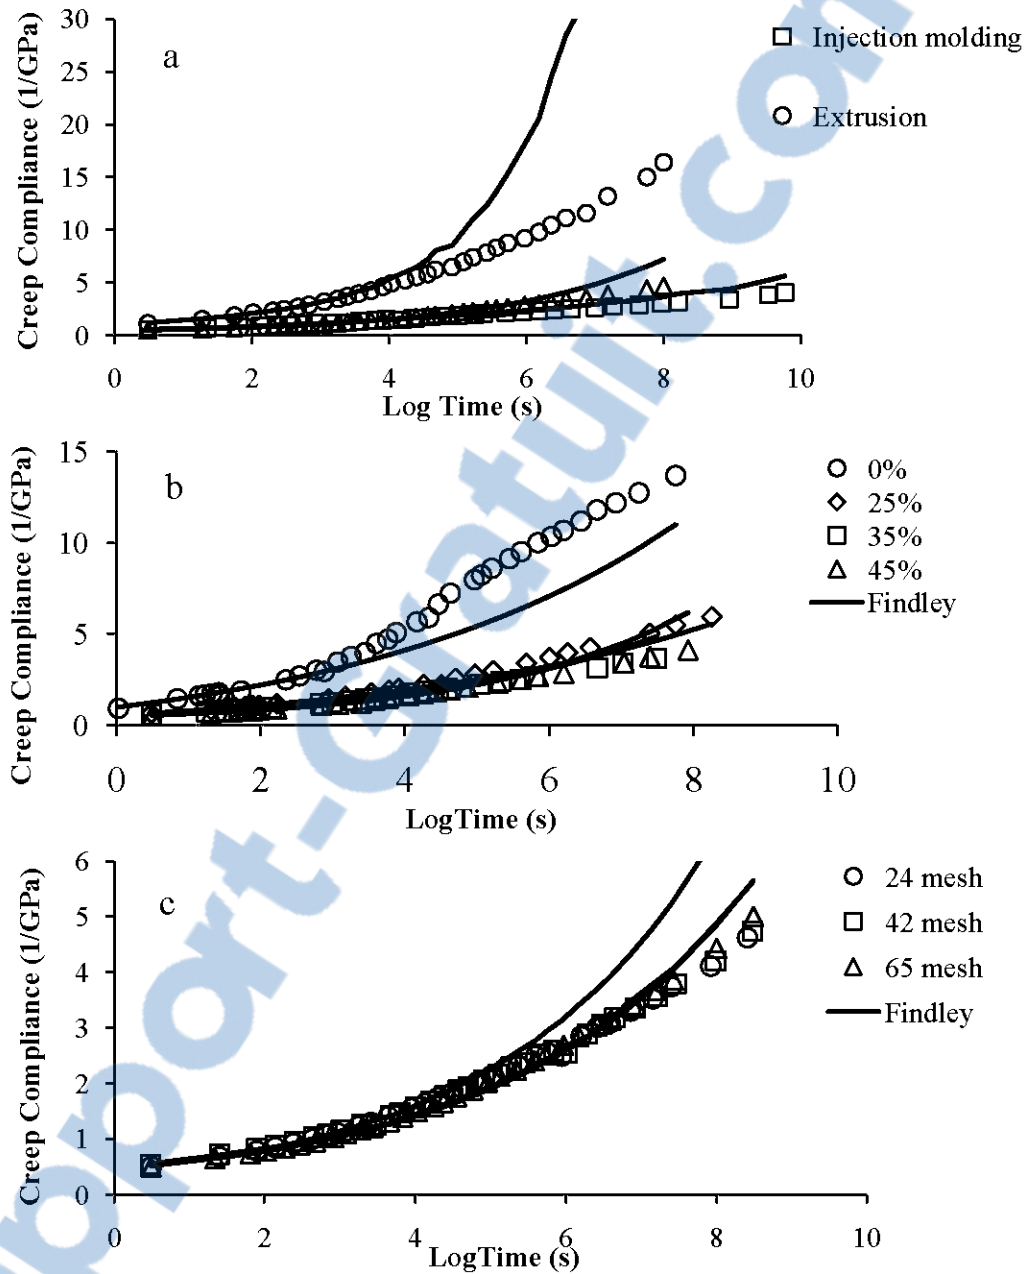 30
25
20
15
10
5
0
Creep Compliance (1/GPa)
a
Injection molding
Extrusion
0 2 4 6 8 10
Log Time (s)
15
10
5
0
Creep Compliance (1/GPa)
b
0%
25%
35%
45%
Findley
0 2 4 6 8 10
LogTime (s)
6
5
4
3
2
1
0
Creep Compliance (1/GPa)
c
24 mesh
42 mesh
65 mesh
Findley
0 2 4 6 8 10
LogTime (s)
pport-Gratuit.com